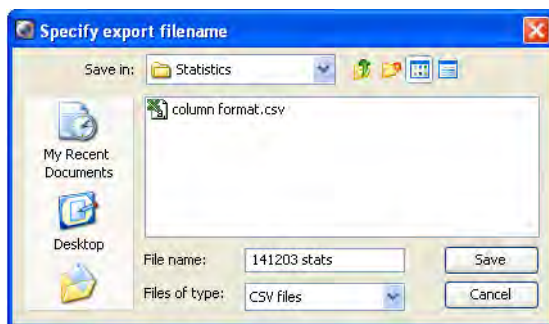 Specify export filename
Save in: Statistics
column format.csv
My Recent
Documents
Desktop
File name: 141203 stats Save
Files of type: CSV files Cancel